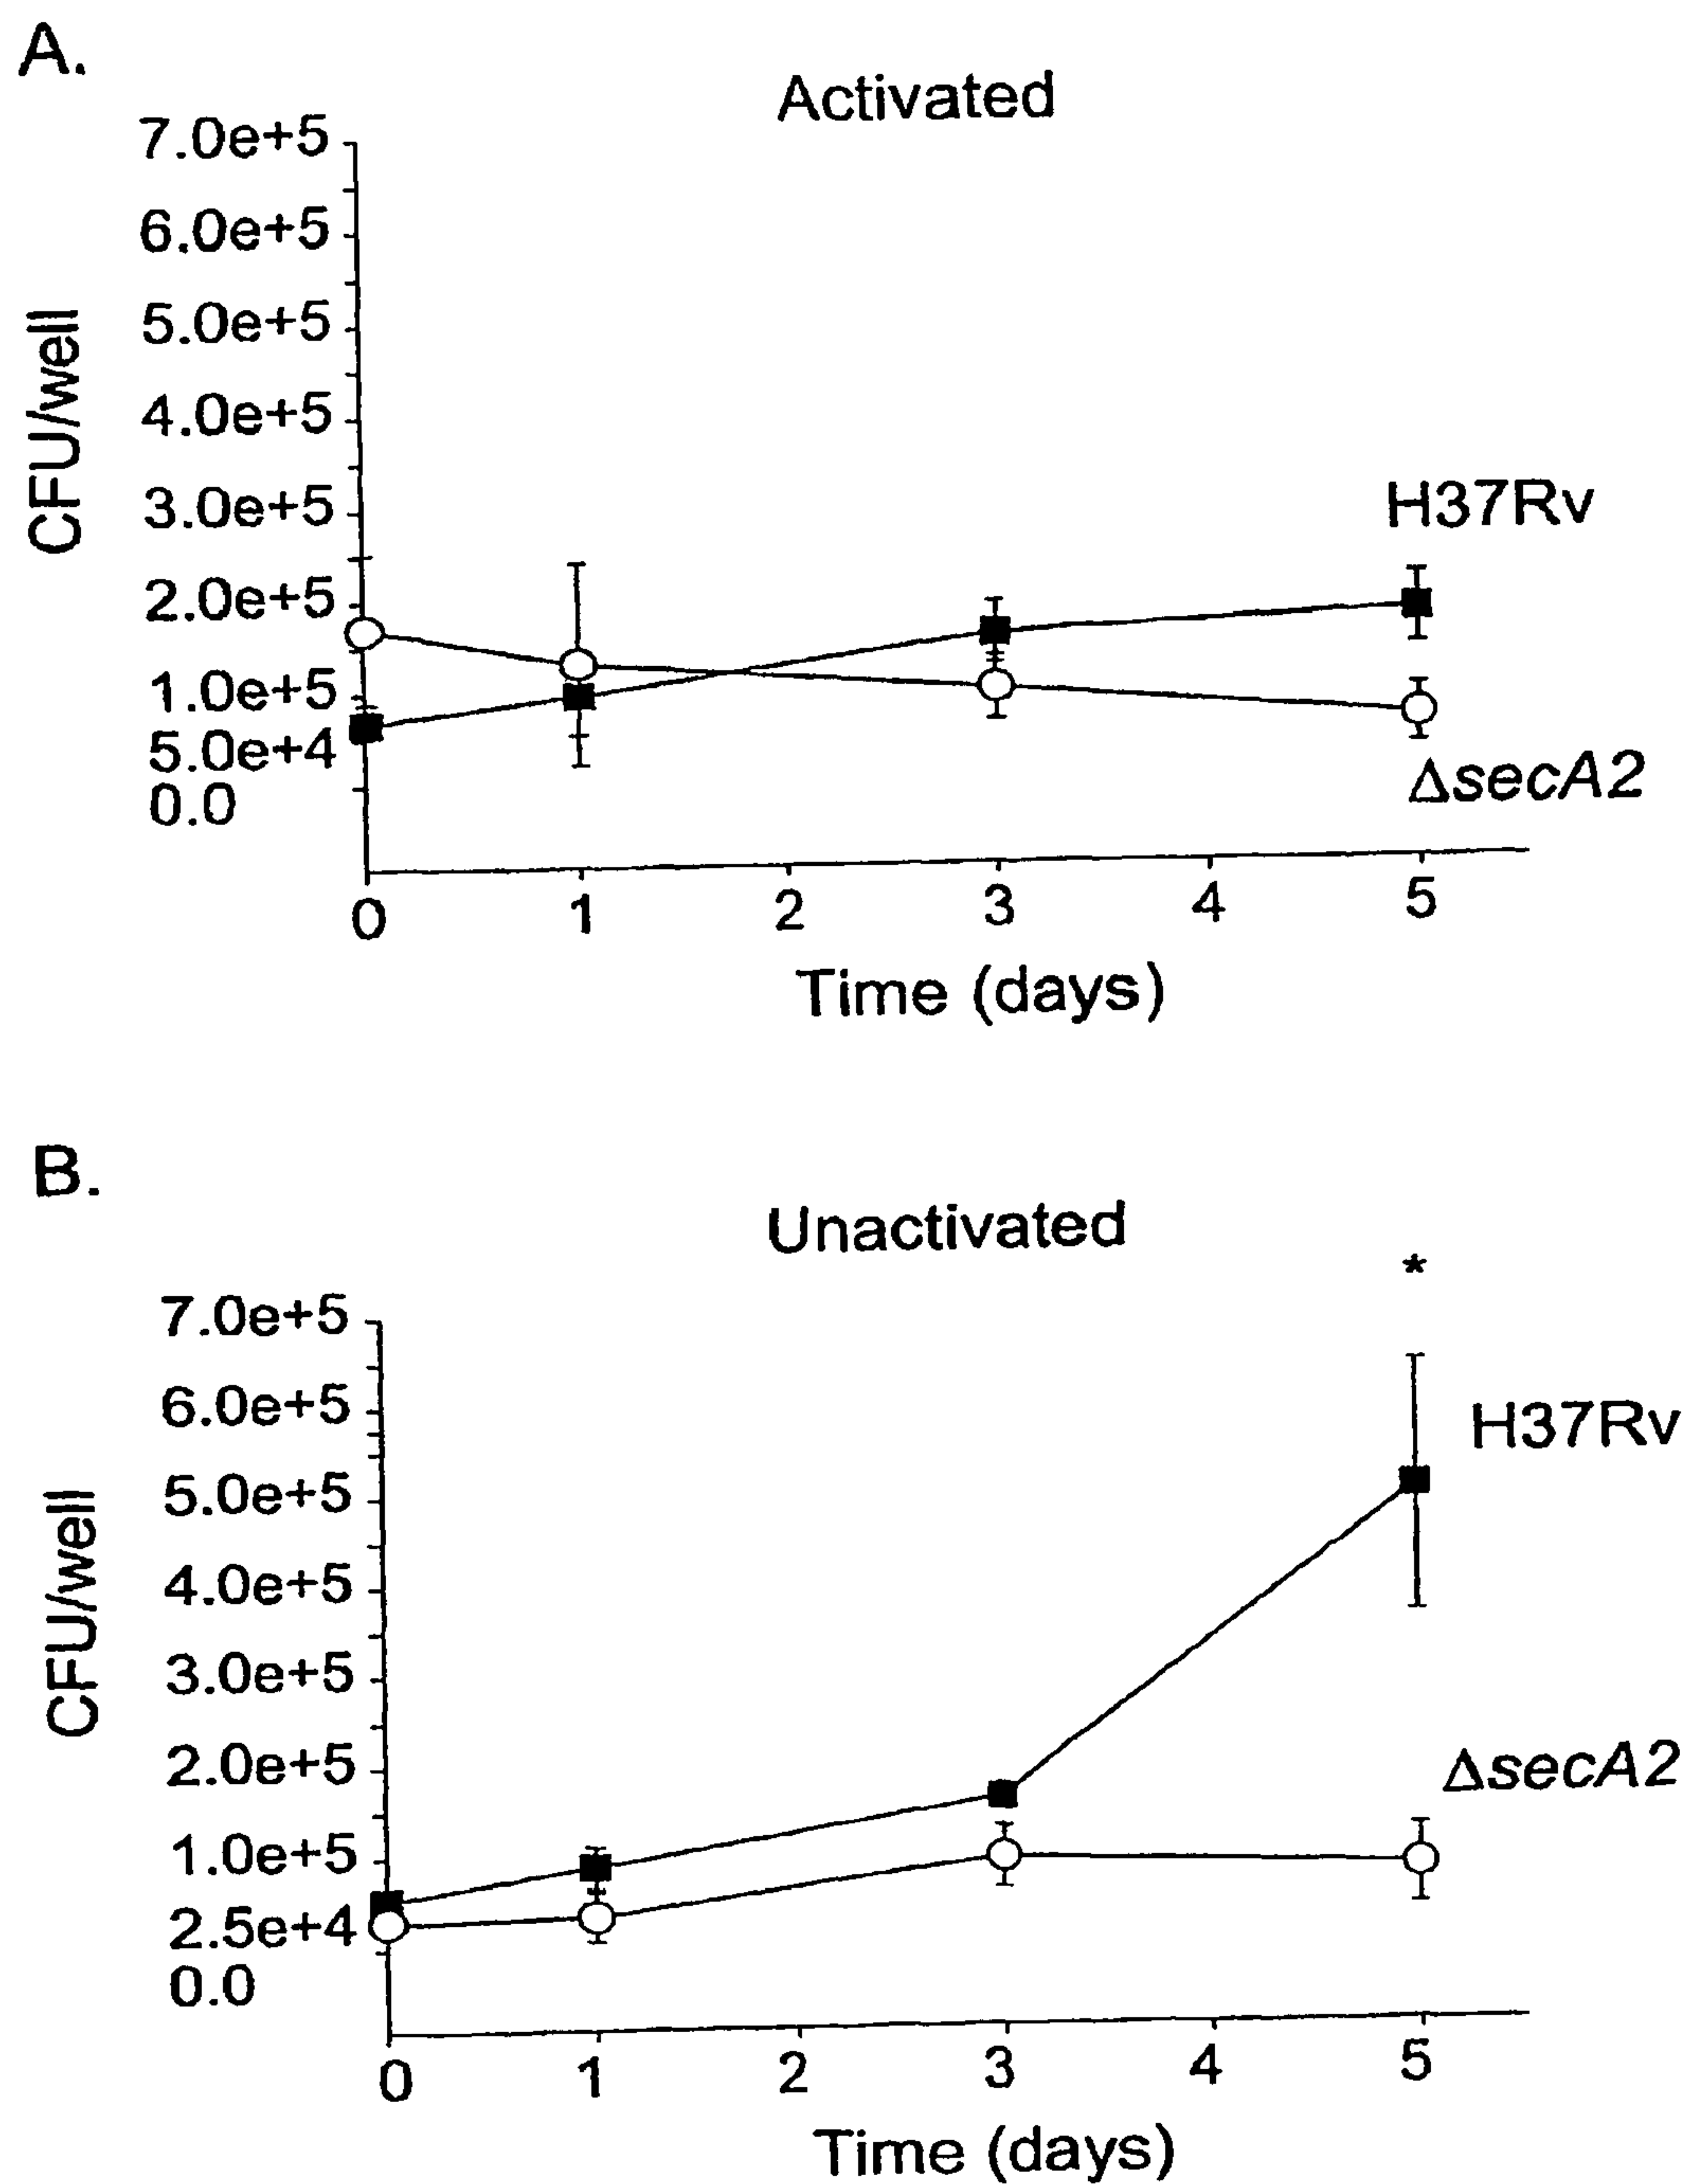 A.
Activated
7.0e+5
6.0e+5
5.0e+5
4.0e+5
3.0e+5
2.0e+5
1.0e+5
5.0e+4
0.0
CFU/well
H37Rv
ΔsecA2
0 1 2 3 4 5
Time (days)
B.
Unactivated
*
7.0e+5
6.0e+5
5.0e+5
4.0e+5
3.0e+5
2.0e+5
1.0e+5
2.5e+4
0.0
CFU/well
H37Rv
ΔsecA2
0 1 2 3 4 5
Time (days)